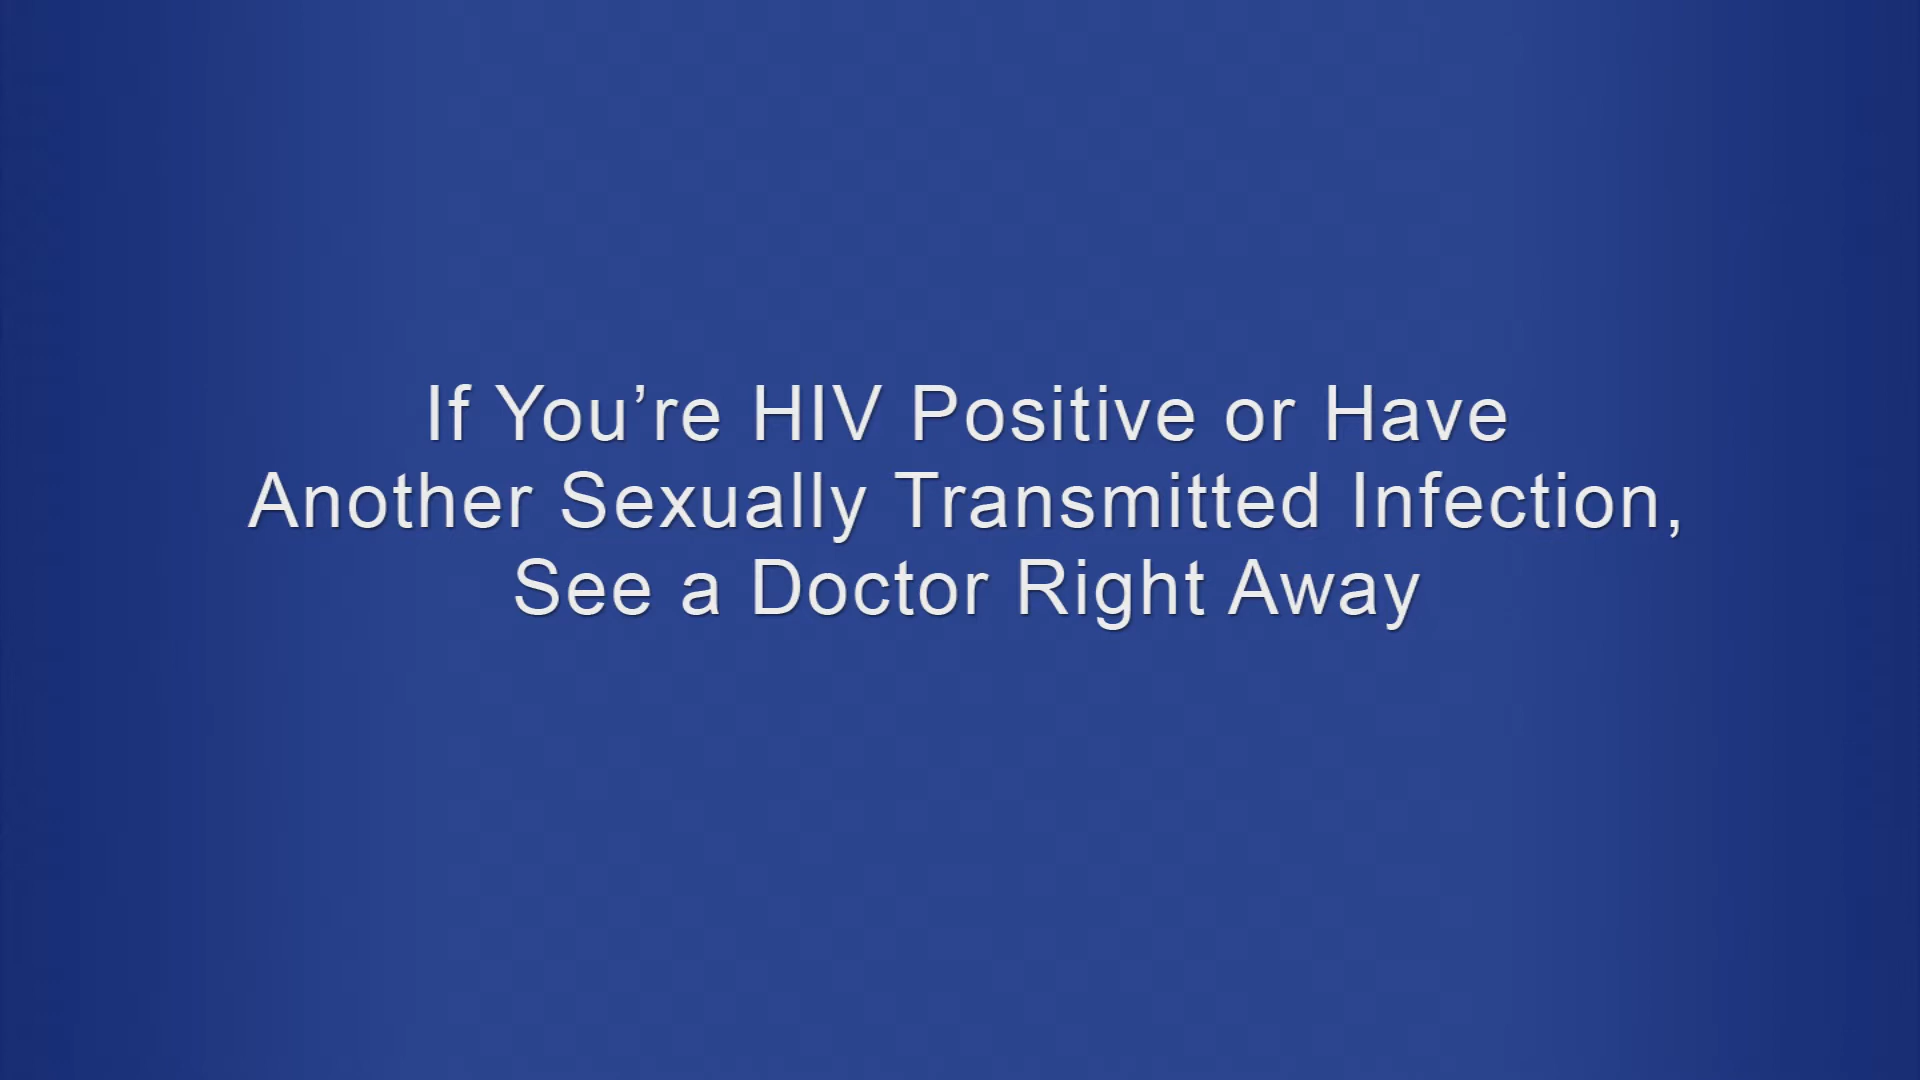 If You’re HIV Positive or Have
Another Sexually Transmitted Infection,
See a Doctor Right Away